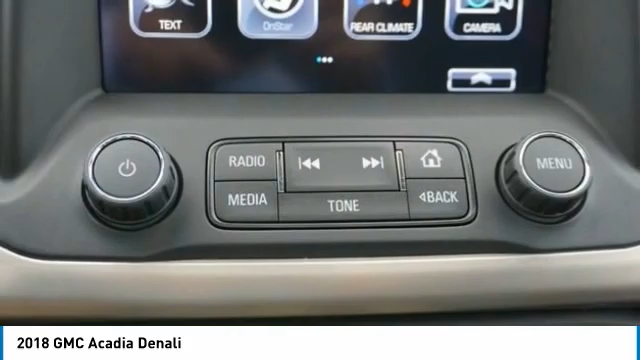 TEXT
OnStar
REAR CLIMATE
CAMERA
RADIO
MENU
MEDIA
TONE
BACK
2018 GMC Acadia Denali